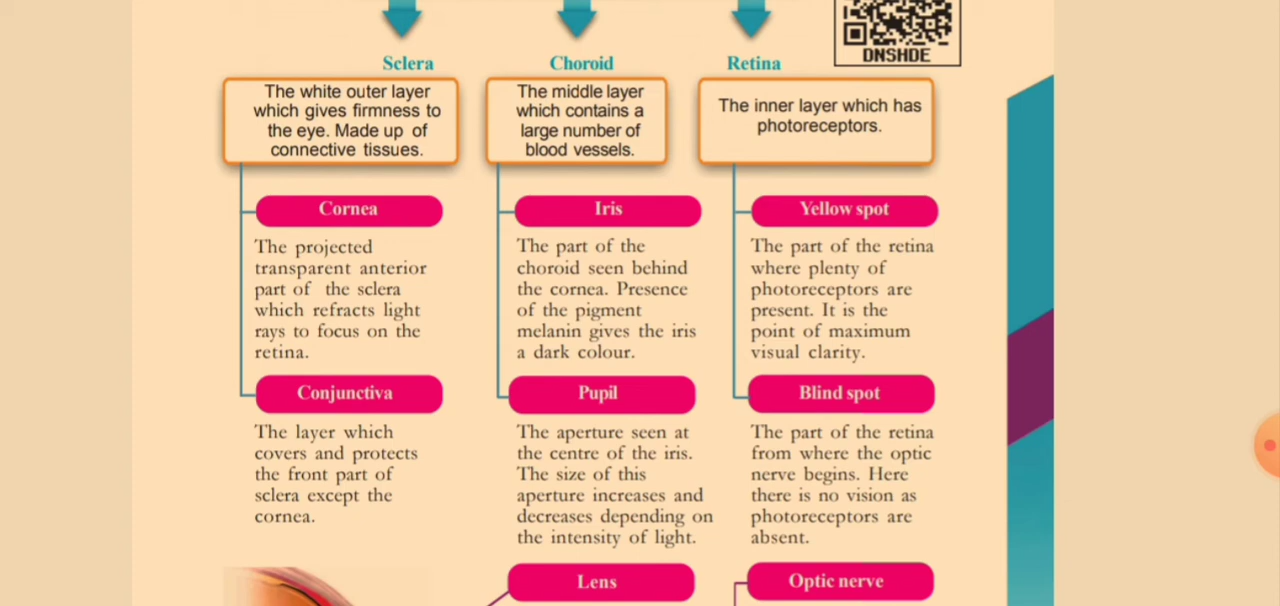 DNSHDE
Sclera
The white outer layer
which gives firmness to
the eye. Made up of
connective tissues.
Cornea
The projected
transparent anterior
part of the sclera
which refracts light
rays to focus on the
retina.
Conjunctiva
The layer which
covers and protects
the front part of
sclera except the
cornea.
Choroid
The middle layer
which contains a
large number of
blood vessels.
Iris
The part of the
choroid seen behind
the cornea. Presence
of the pigment
melanin gives the iris
a dark colour.
Pupil
The aperture seen at
the centre of the iris.
The size of this
aperture increases and
decreases depending on
the intensity of light.
Lens
Retina
The inner layer which has
photoreceptors.
Yellow spot
The part of the retina
where plenty of
photoreceptors are
present. It is the
point of maximum
visual clarity.
Blind spot
The part of the retina
from where the optic
nerve begins. Here
there is no vision as
photoreceptors are
absent.
Optic nerve